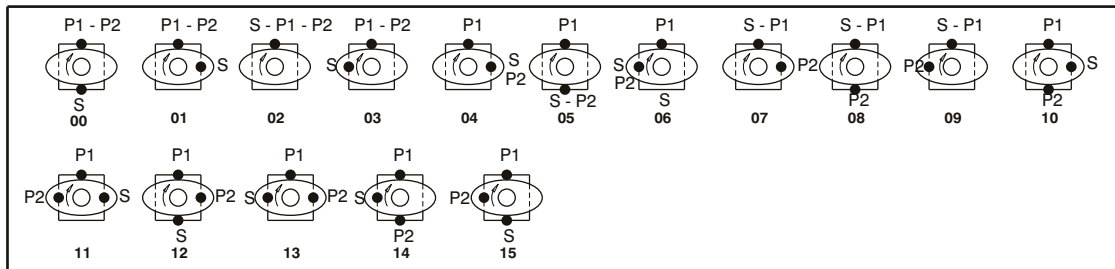 P1 - P2 P1 - P2 S - P1 - P2 P1 - P2 P1 P1 P1 S - P1 S - P1 S - P1 P1
S S S P2 S P2 P2 P2 S
S S - P2 S P2 P2
00 01 02 03 04 05 06 07 08 09 10
P1 P1 P1 P1 P1
P2 S P2 S P2 S P2
S P2 S
11 12 13 14 15